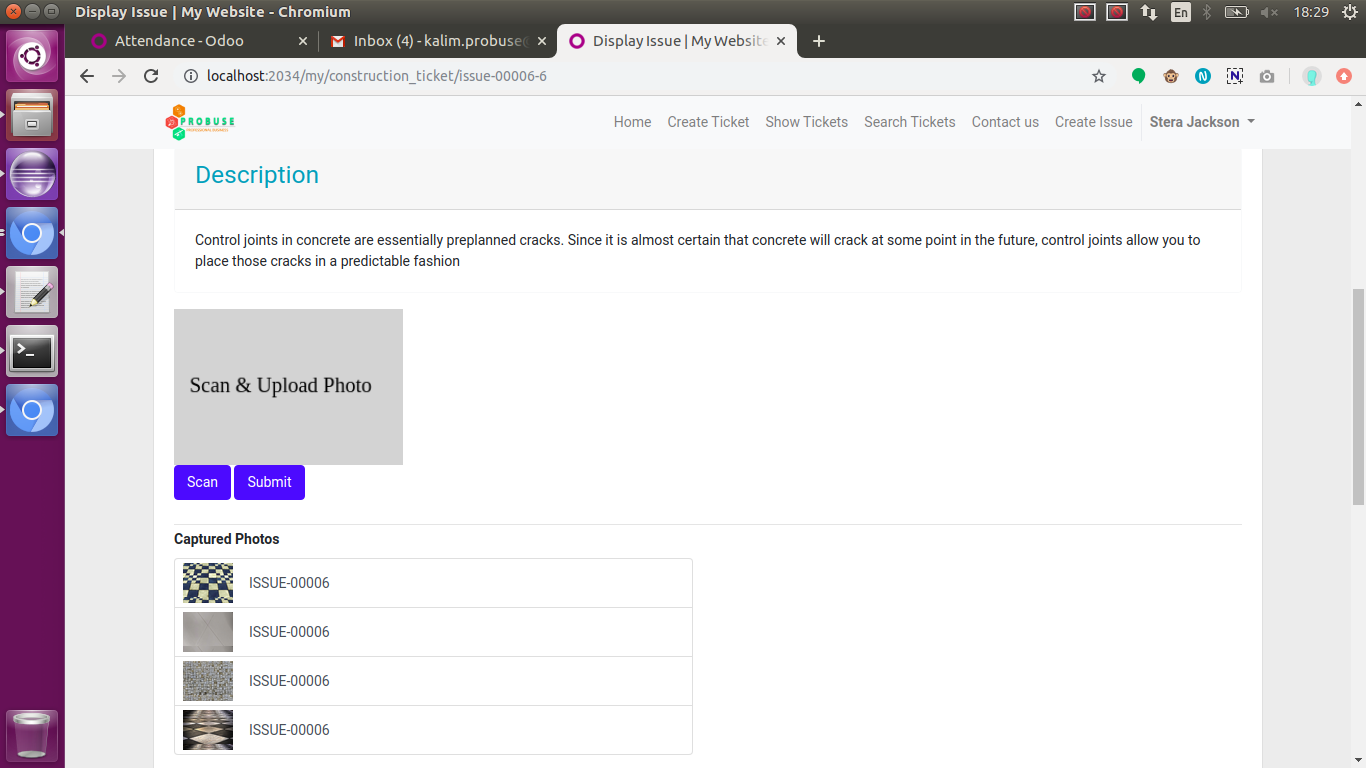 Display Issue | My Website - Chromium
En
18:29
Attendance - Odoo
Inbox (4) - kalim.probuse@
Display Issue | My Website
localhost:2034/my/construction_ticket/issue-00006-6
PROBUSE
Home
Create Ticket
Show Tickets
Search Tickets
Contact us
Create Issue
Stera Jackson
Description
Control joints in concrete are essentially preplanned cracks. Since it is almost certain that concrete will crack at some point in the future, control joints allow you to
place those cracks in a predictable fashion
Scan & Upload Photo
Scan
Submit
Captured Photos
ISSUE-00006
ISSUE-00006
ISSUE-00006
ISSUE-00006